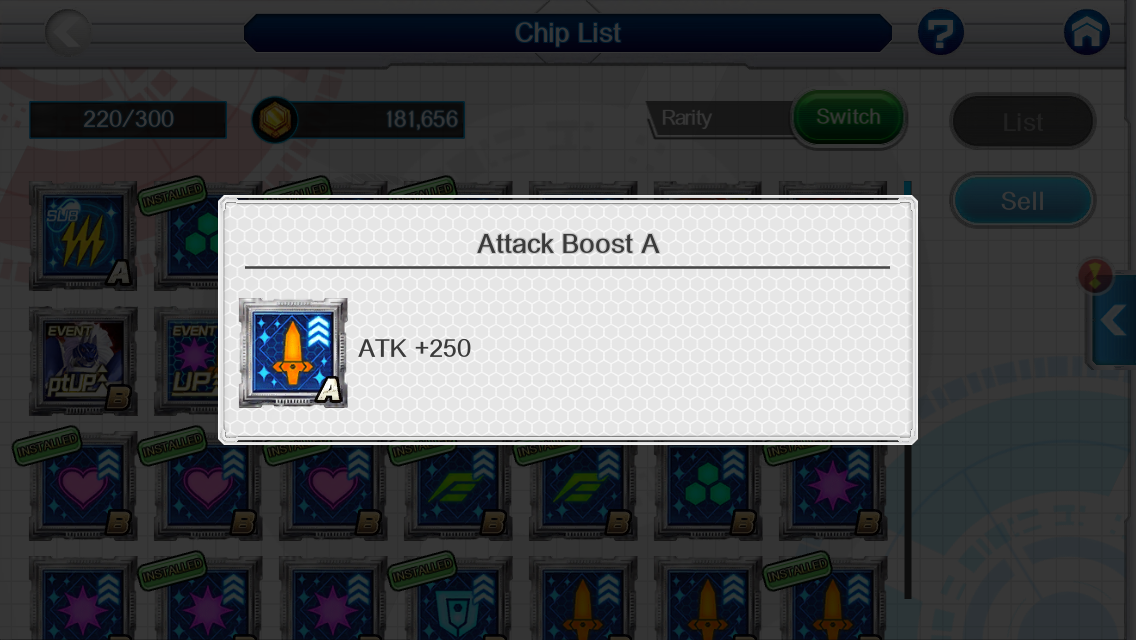 Chip List
?
220/300
181,656
Rarity
Switch
List
INSTALLED
INSTALLED
INSTALLED
SUB
A
Sell
Attack Boost A
ATK +250
A
EVENT
ptUP
B
EVENT
UP
INSTALLED
INSTALLED
INSTALLED
INSTALLED
INSTALLED
INSTALLED
B
B
B
B
B
B
B
INSTALLED
INSTALLED
INSTALLED